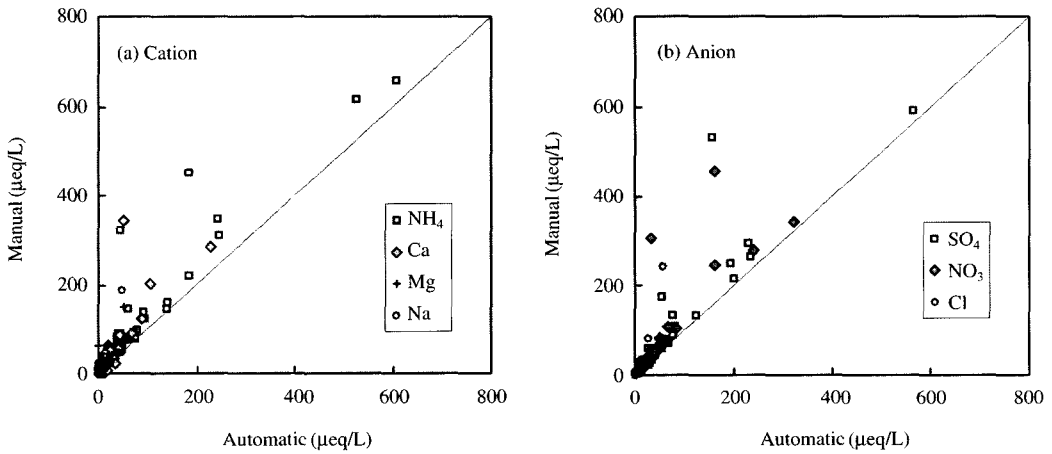 800
(a) Cation
600
Manual (μeq/L)
400
NH4
Ca
200
Mg
Na
0
0 200 400 600 800
Automatic (μeq/L)
800
(b) Anion
600
Manual (μeq/L)
400
SO4
NO3
200
Cl
0
0 200 400 600 800
Automatic (μeq/L)